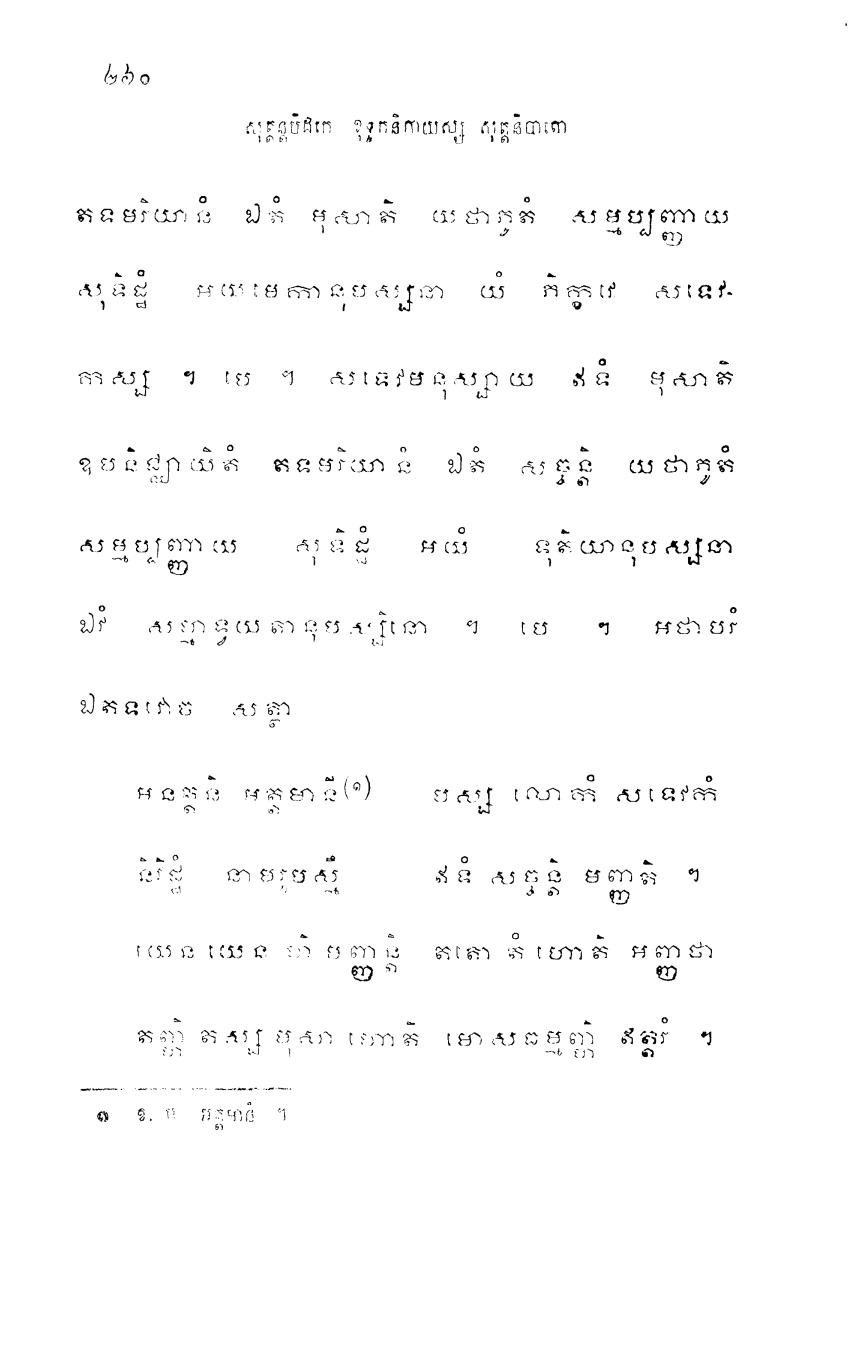 ២៦០
សុត្តន្តបិដកេ ខុទ្ទកនិកាយស្ស សុត្តនិបាតោ
តទមរិយានំ ឯតំ មុសាតិ យថាភូតំ សម្មប្បញ្ញាយ
សុទិដ្ឋំ អយមេកានុបស្សនា យំ ភិក្ខវេ សទេវ-
កាស្ស ។ បេ ។ សទេវមនុស្សាយ ឥទំ មុសាតិ
ឧបនិជ្ឈាយិតំ តទមរិយានំ ឯតំ សច្ចន្តិ យថាភូតំ
សម្មប្បញ្ញាយ សុទិដ្ឋំ អយំ ទុតិយានុបស្សនា
ឯវំ សម្មាទ្វយតានុបស្សិនោ ។ បេ ។ អថាបរំ
ឯតទវោច សត្ថា
អនត្តនិ អត្តមានី(១) បស្ស លោកំ សទេវកំ
និវិដ្ឋំ នាមរូបស្មឹ ឥទំ សច្ចន្តិ មញ្ញតិ ។
យេន យេន ហិ មញ្ញន្តិ តតោ តំ ហោតិ អញ្ញថា
តញ្ហិ តស្ស មុសា ហោតិ មោសធម្មញ្ហិ ឥត្តរំ ។
១ ឱ. ម អត្តមានំ ។